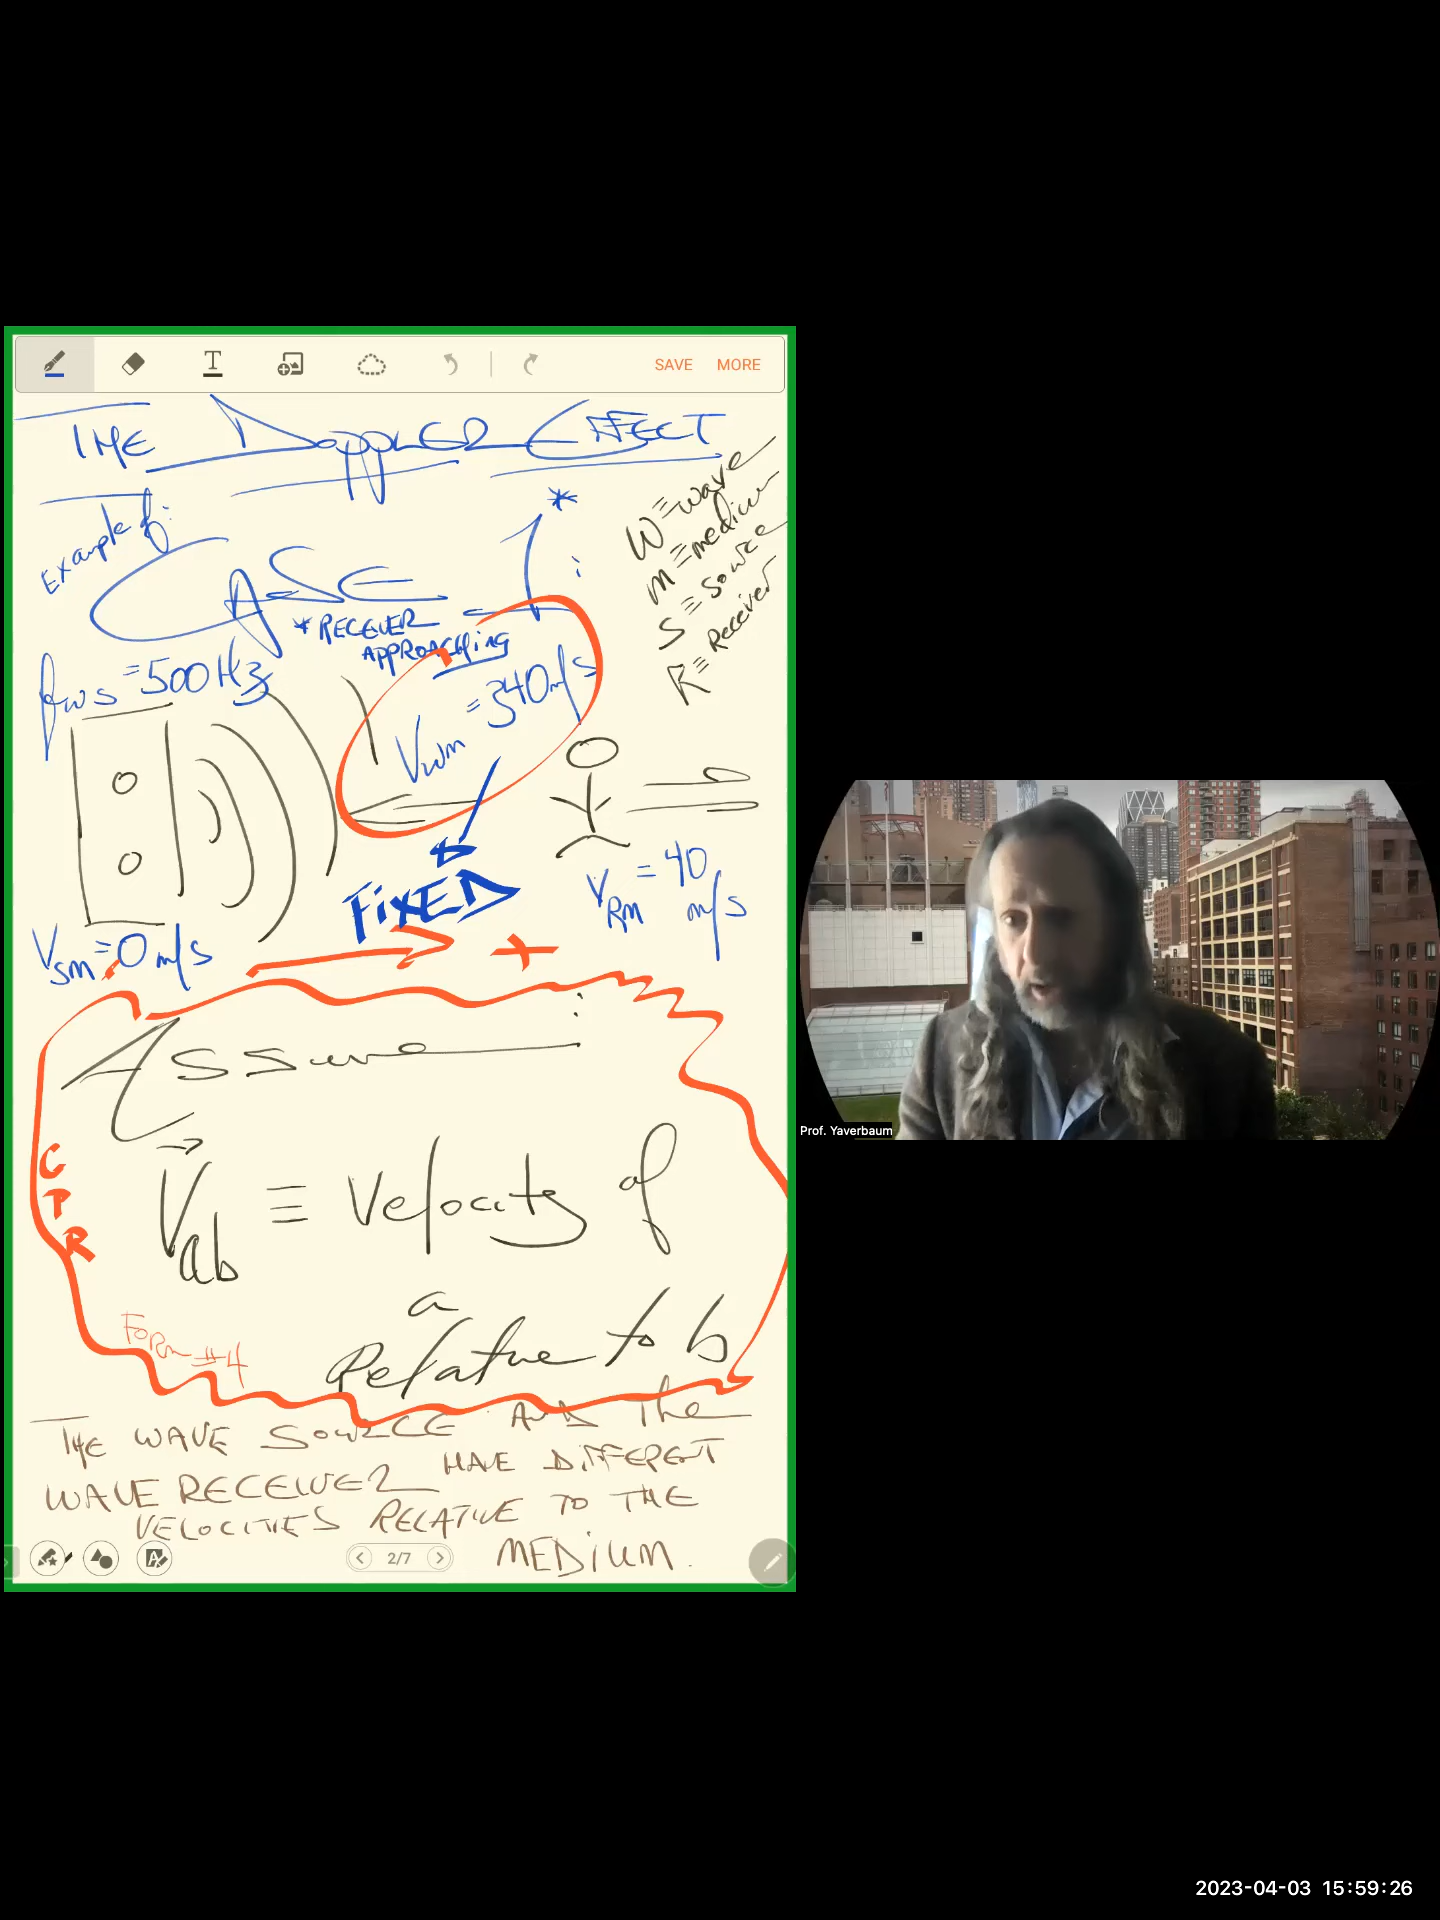 T
SAVE MORE
THE DOPPLER EFFECT
Example of:
CASE 1* :
* RECEIVER
APPROACHING
W ≡ wave
m ≡ medium
S ≡ Source
R ≡ Receiver
fws = 500 Hz
Vwm = 340 m/s
FIXED
VRm = 40 m/s
Vsm = 0 m/s
+
Assume :
CPR
Vab ≡ Velocity of
a
Relative to b
Form #4
THE WAVE SOURCE AND The
WAVE RECEIVER HAVE DIFFERENT
VELOCITIES RELATIVE TO THE
MEDIUM.
2/7
Prof. Yaverbaum
2023-04-03 15:59:26